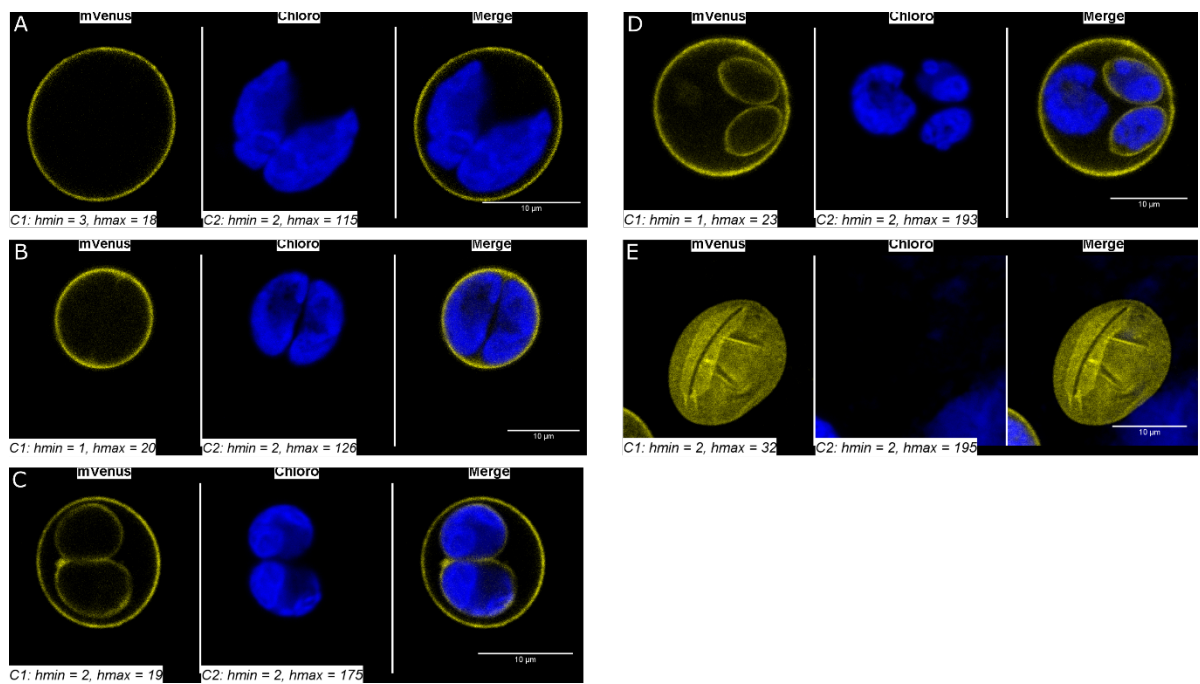 A mVenus Chloro Merge
10 µm
C1: hmin = 3, hmax = 18 C2: hmin = 2, hmax = 115
B mVenus Chloro Merge
10 µm
C1: hmin = 1, hmax = 20 C2: hmin = 2, hmax = 126
C mVenus Chloro Merge
10 µm
C1: hmin = 2, hmax = 19 C2: hmin = 2, hmax = 175
D mVenus Chloro Merge
10 µm
C1: hmin = 1, hmax = 23 C2: hmin = 2, hmax = 193
E mVenus Chloro Merge
10 µm
C1: hmin = 2, hmax = 32 C2: hmin = 2, hmax = 195